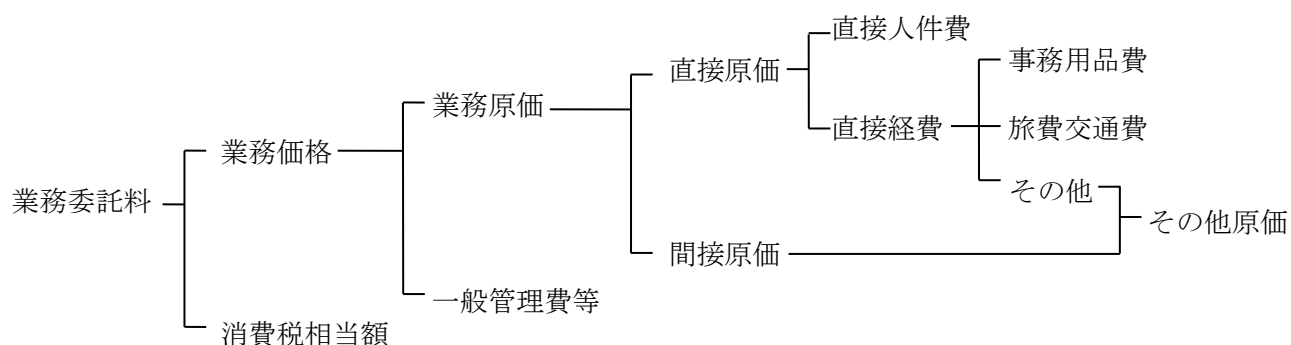 業務委託料
業務価格
消費税相当額
業務原価
一般管理費等
直接原価
間接原価
直接人件費
直接経費
事務用品費
旅費交通費
その他
その他原価